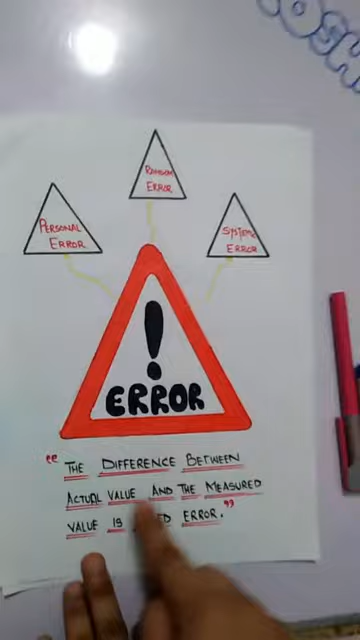 RANDOM
ERROR
PERSONAL
ERROR
ERROR
ERROR
“ THE DIFFERENCE BETWEEN
ACTUAL VALUE AND THE MEASURED
VALUE IS ERROR. ”